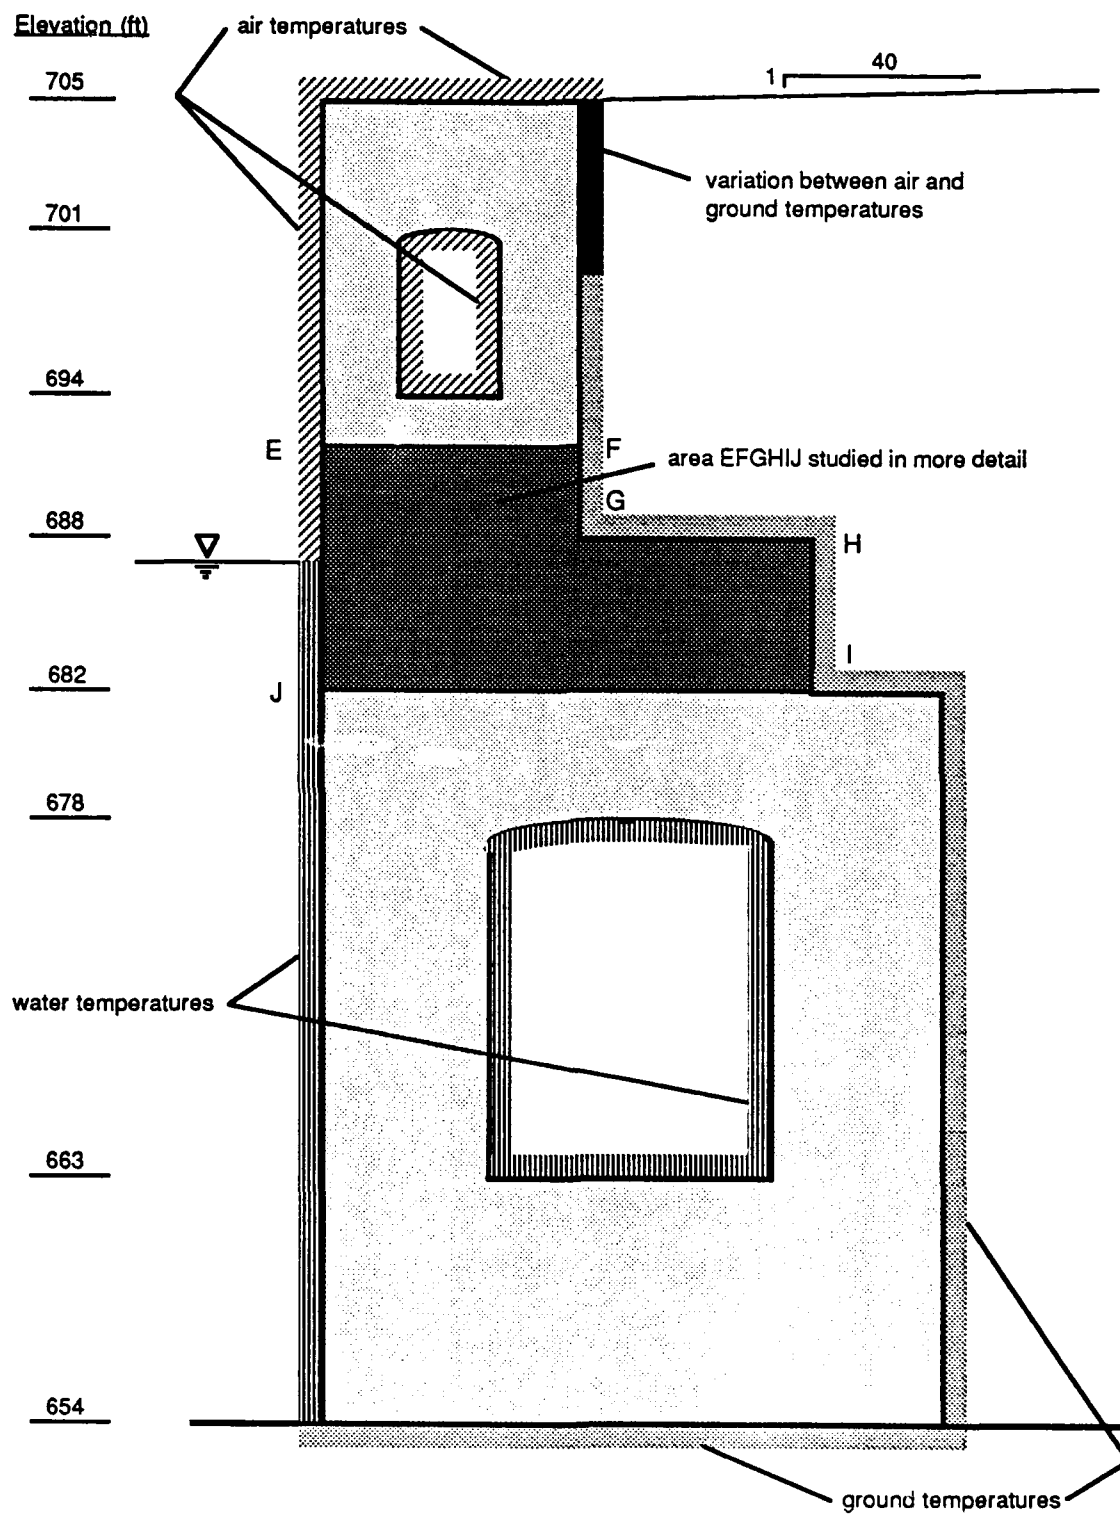 Elevation (ft)
air temperatures
705
1
40
variation between air and
ground temperatures
701
694
E
F
area EFGHIJ studied in more detail
G
688
H
I
682
J
678
water temperatures
663
654
ground temperatures